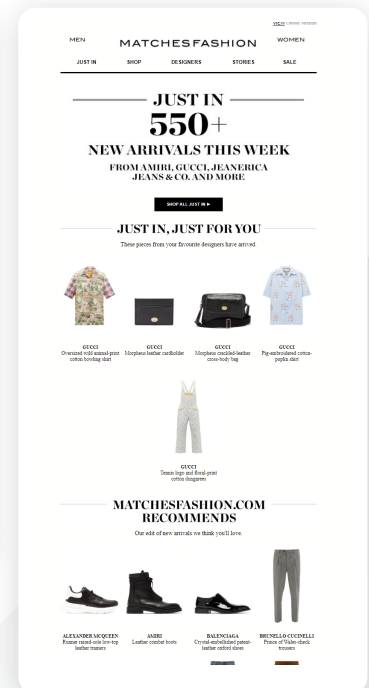 VIEW Online Version
MEN
MATCHESFASHION
WOMEN
JUST IN SHOP DESIGNERS STORIES SALE
JUST IN
550+
NEW ARRIVALS THIS WEEK
FROM AMIRI, GUCCI, JEANERICA
JEANS & CO. AND MORE
SHOP ALL JUST IN ►
JUST IN, JUST FOR YOU
These pieces from your favourite designers have arrived.
GUCCI
Oversized wild animal-print
cotton bowling shirt
GUCCI
Morpheus leather cardholder
GUCCI
Morpheus crackled-leather
cross-body bag
GUCCI
Pig-embroidered cotton-
poplin shirt
GUCCI
Tennis logo and floral-print
cotton dungarees
MATCHESFASHION.COM
RECOMMENDS
Our edit of new arrivals we think you'll love.
ALEXANDER MCQUEEN
Runner raised-sole low-top
leather trainers
AMIRI
Leather combat boots
BALENCIAGA
Crystal-embellished patent-
leather oxford shoes
BRUNELLO CUCINELLI
Prince of Wales-check
trousers